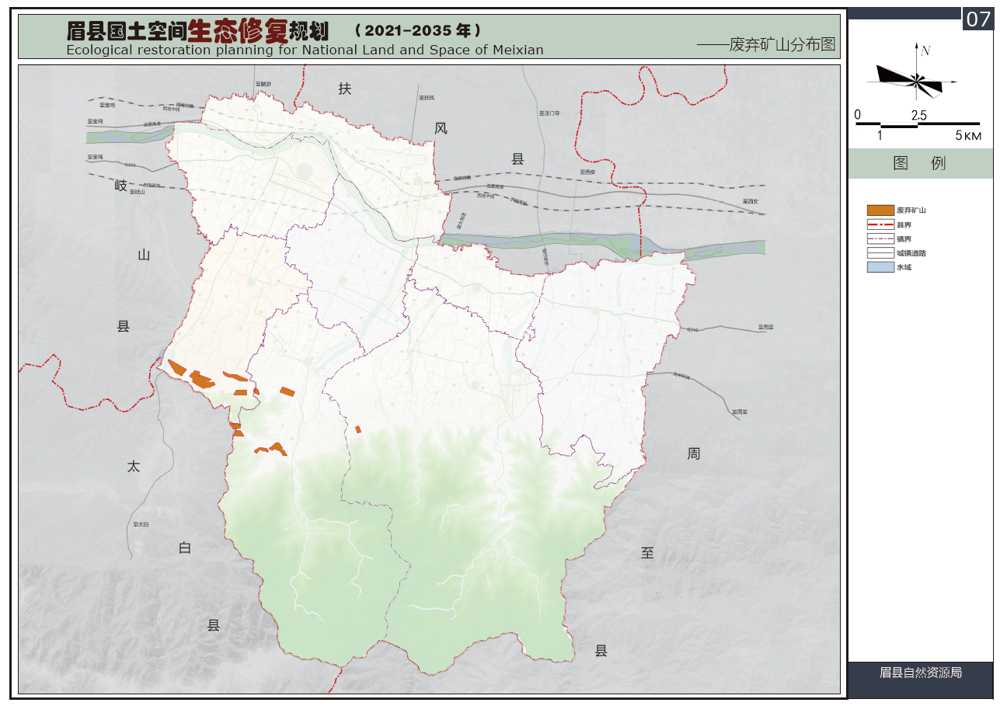 眉县国土空间生态修复规划 （2021-2035 年）
Ecological restoration planning for National Land and Space of Meixian
——废弃矿山分布图
07
N
0 2.5
1 5 KM
图 例
废弃矿山
县界
镇界
城镇道路
水域
眉县自然资源局
至麟游
扶
至扶风
风
县
至法门寺
至宝鸡
至宝鸡
至宝鸡
G310
岐
至岐山
至西安
至西安
山
县
G310
至周至
至周至
太
至太白
白
县
周
至
县